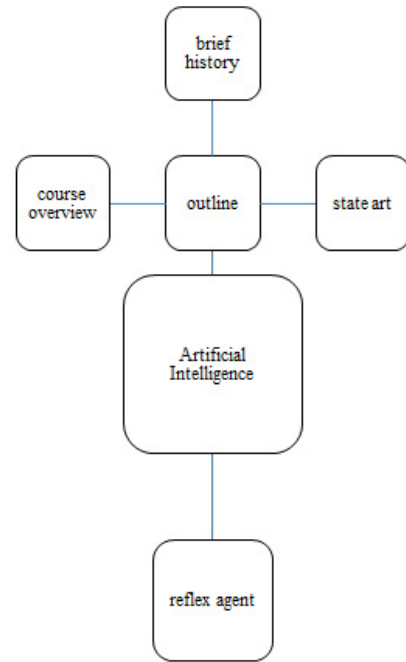 brief
history
course
overview
outline
state art
Artificial
Intelligence
reflex agent